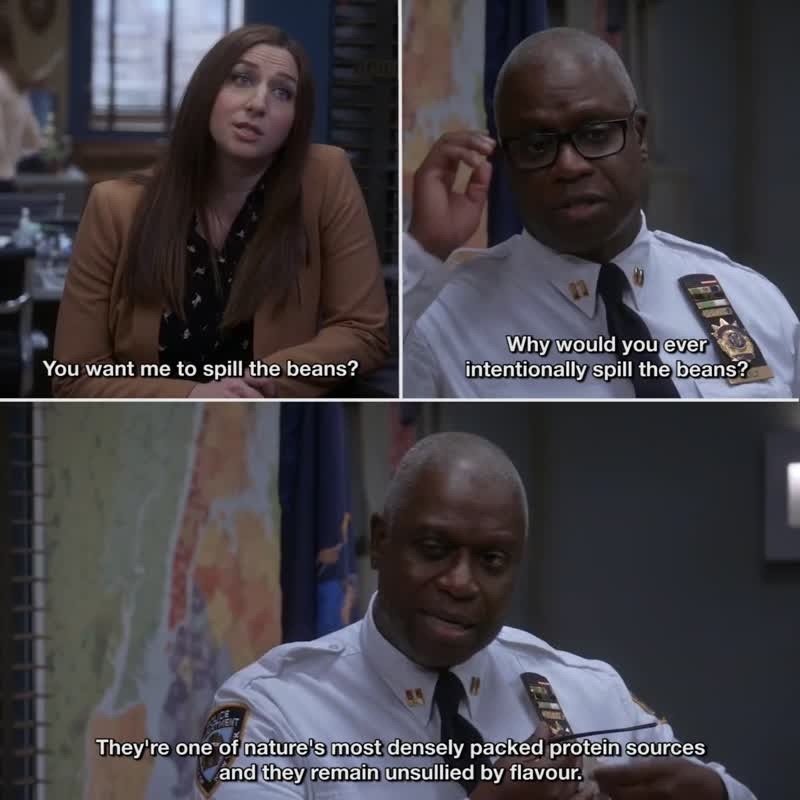 You want me to spill the beans?
Why would you ever
intentionally spill the beans?
They're one of nature's most densely packed protein sources
and they remain unsullied by flavour.
POLICE